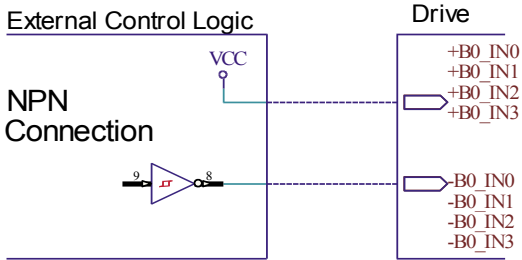 External Control Logic
Drive
VCC
+B0_IN0
+B0_IN1
+B0_IN2
+B0_IN3
NPN
Connection
9
8
-B0_IN0
-B0_IN1
-B0_IN2
-B0_IN3